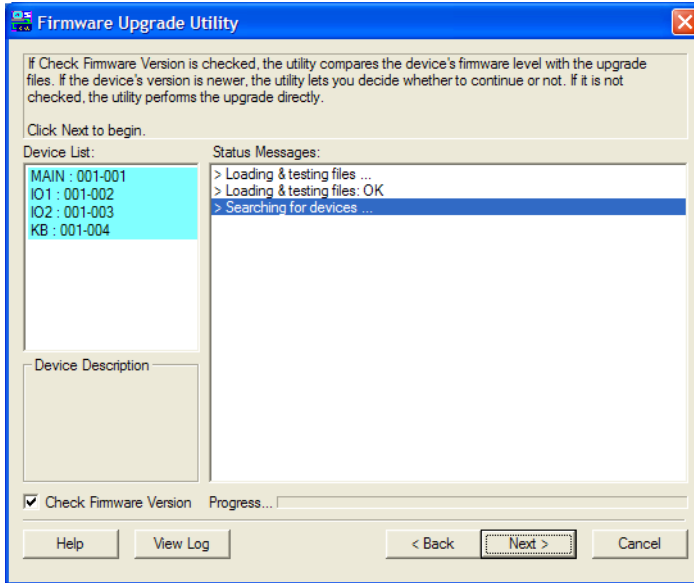 Firmware Upgrade Utility
If Check Firmware Version is checked, the utility compares the device's firmware level with the upgrade
files. If the device's version is newer, the utility lets you decide whether to continue or not. If it is not
checked, the utility performs the upgrade directly.
Click Next to begin.
Device List:
MAIN : 001-001
IO1 : 001-002
IO2 : 001-003
KB : 001-004
Status Messages:
> Loading & testing files ...
> Loading & testing files: OK
> Searching for devices ...
Device Description
Check Firmware Version
Progress...
Help
View Log
< Back
Next >
Cancel